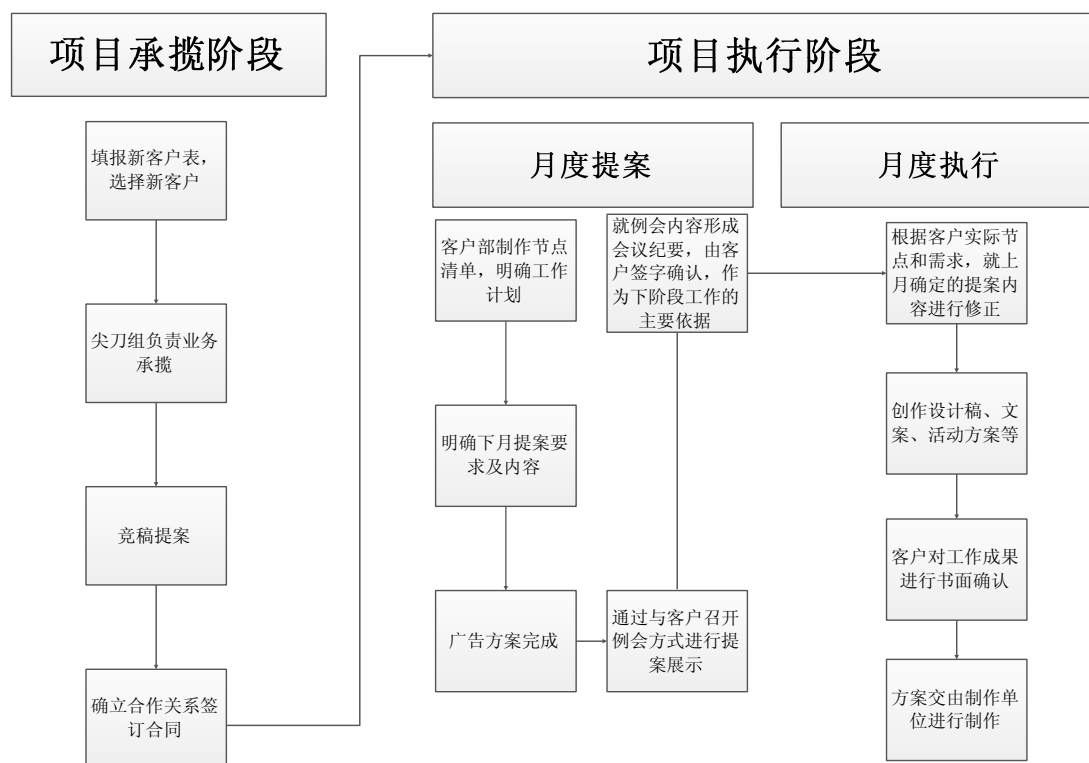 项目承揽阶段
填报新客户表，
选择新客户
尖刀组负责业务
承揽
竞稿提案
确立合作关系签
订合同
项目执行阶段
月度提案
客户部制作节点
清单，明确工作
计划
明确下月提案要
求及内容
广告方案完成
通过与客户召开
例会方式进行提
案展示
就例会内容形成
会议纪要，由客
户签字确认，作
为下阶段工作的
主要依据
月度执行
根据客户实际节
点和需求，就上
月确定的提案内
容进行修正
创作设计稿、文
案、活动方案等
客户对工作成果
进行书面确认
方案交由制作单
位进行制作